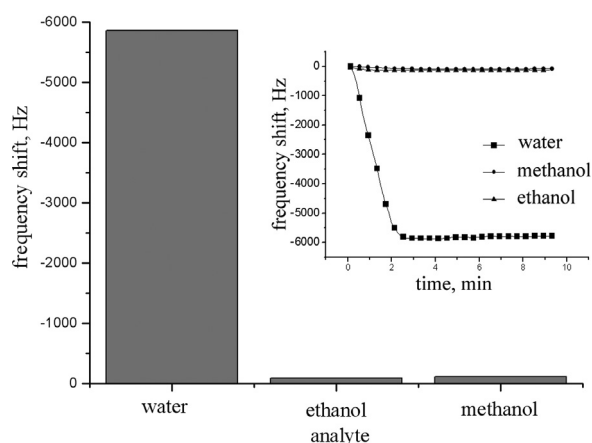 -6000
-5000
-4000
-3000
-2000
-1000
0
frequency shift, Hz
water
ethanol
methanol
analyte
0
-1000
-2000
-3000
-4000
-5000
-6000
frequency shift, Hz
water
methanol
ethanol
0 2 4 6 8 10
time, min